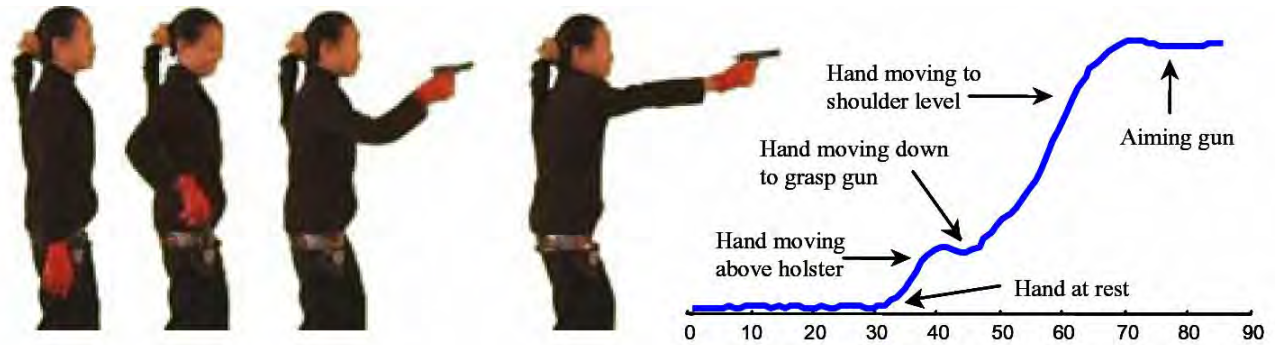 Hand moving to
shoulder level
Aiming gun
Hand moving down
to grasp gun
Hand moving
above holster
Hand at rest
0 10 20 30 40 50 60 70 80 90